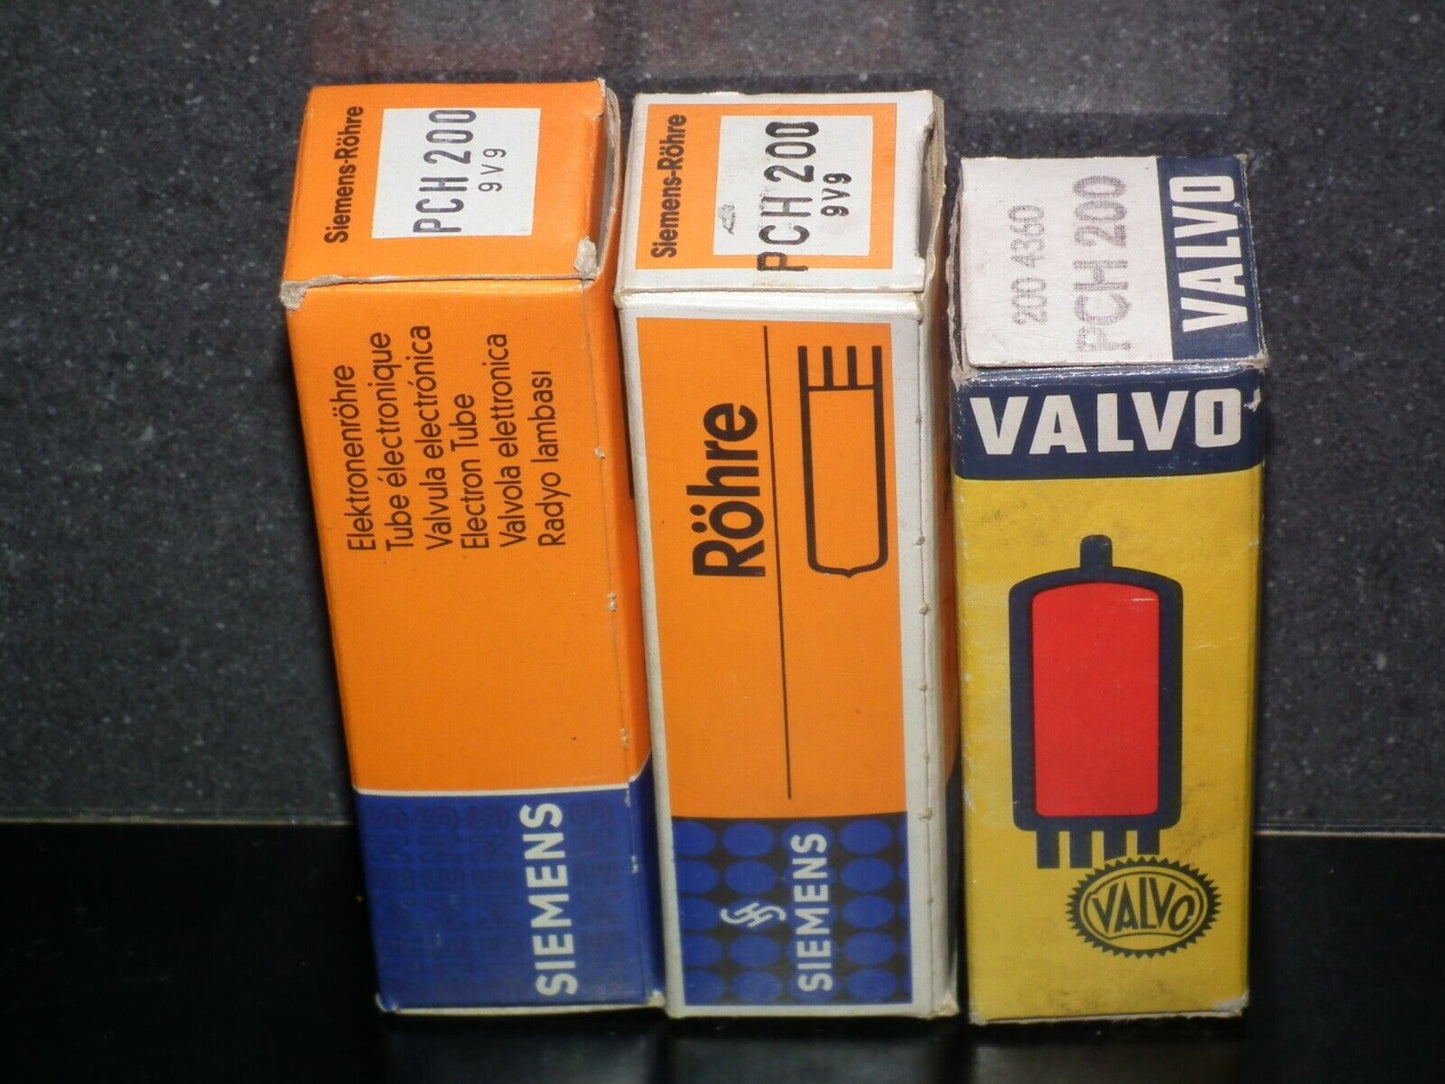 Siemens-Röhre
PCH 200
9V9
Elektronenröhre
Tube électronique
Valvula electrónica
Electron Tube
Valvola elettronica
Radyo lambası
SIEMENS
Siemens-Röhre
PCH 200
9V9
Röhre
SIEMENS
200 4360
PCH 200
VALVO
VALVO
VALVO